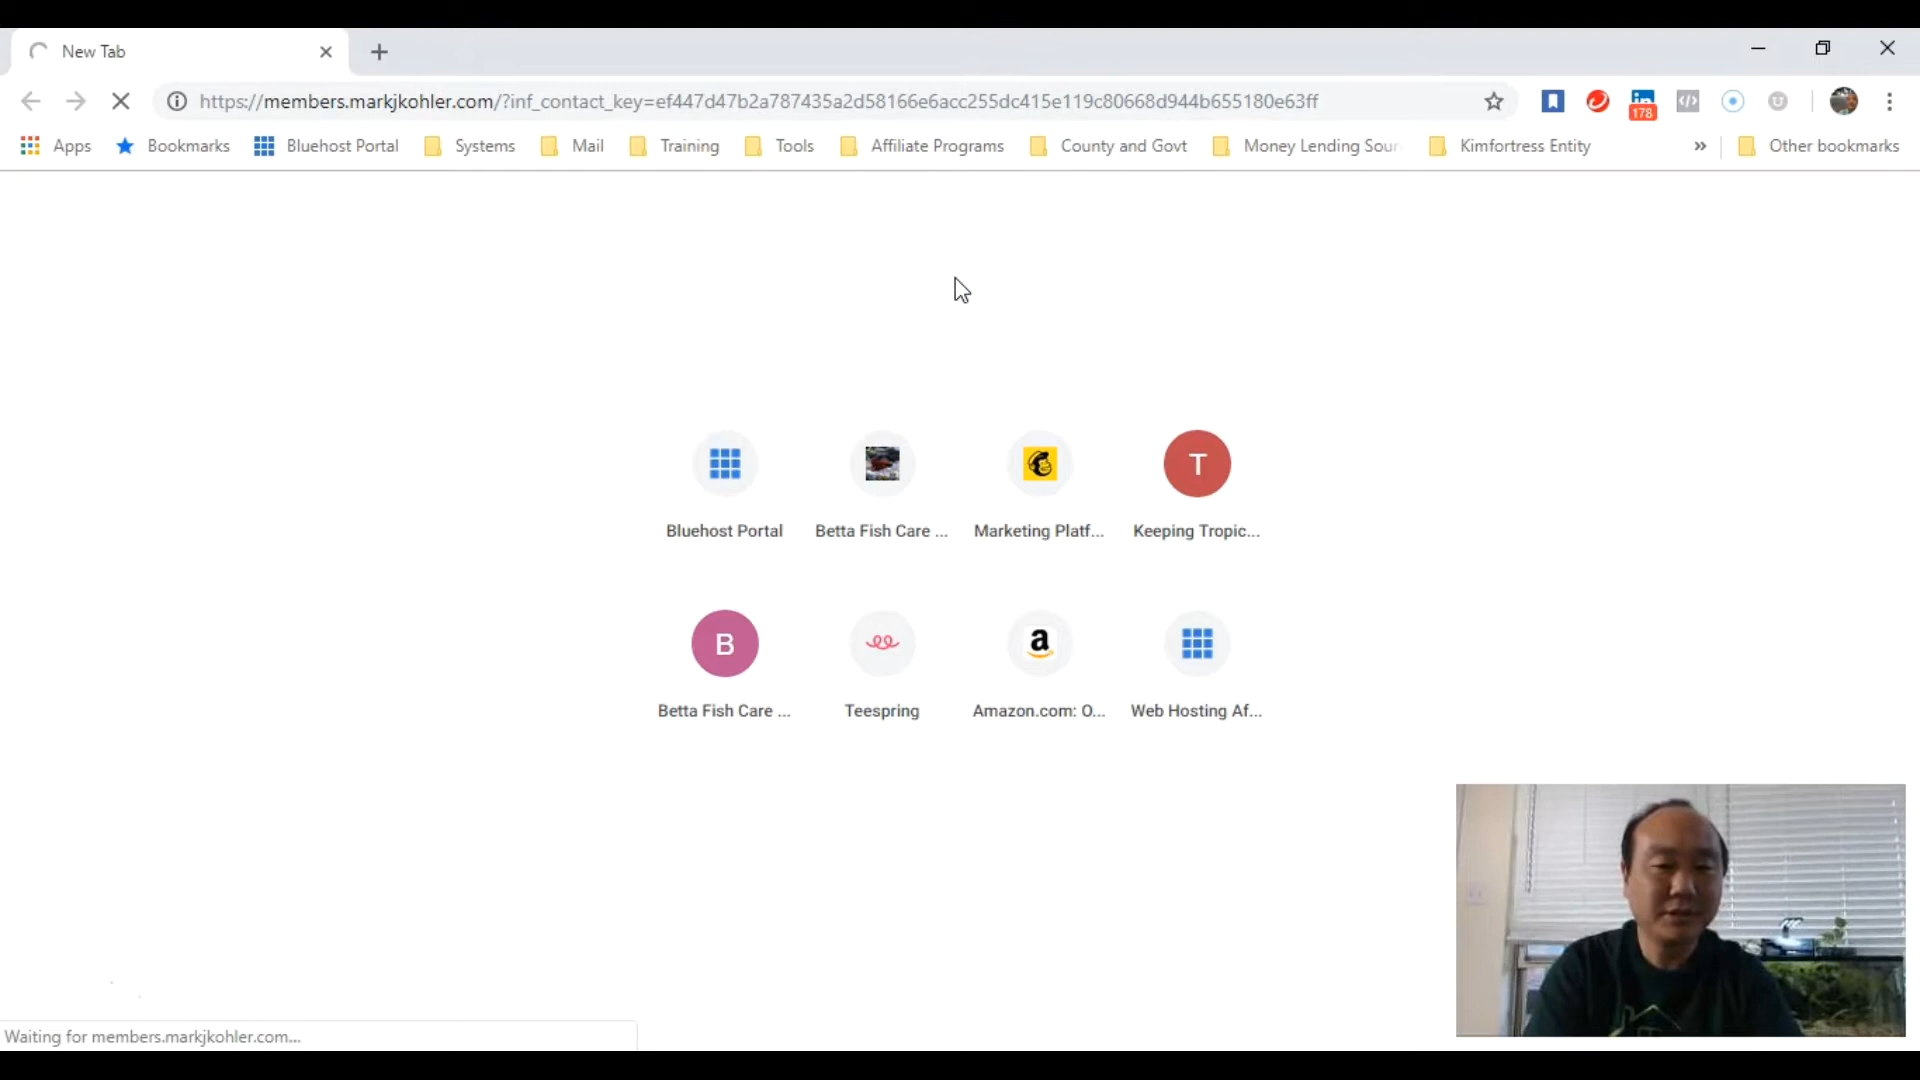 New Tab
https://members.markjkohler.com/?inf_contact_key=ef447d47b2a787435a2d58166e6acc255dc415e119c80668d944b655180e63ff
178
Apps Bookmarks Bluehost Portal Systems Mail Training Tools Affiliate Programs County and Govt Money Lending Sour Kimfortress Entity » Other bookmarks
T
Bluehost Portal Betta Fish Care ... Marketing Platf... Keeping Tropic...
B a
Betta Fish Care ... Teespring Amazon.com: O... Web Hosting Af...
Waiting for members.markjkohler.com...